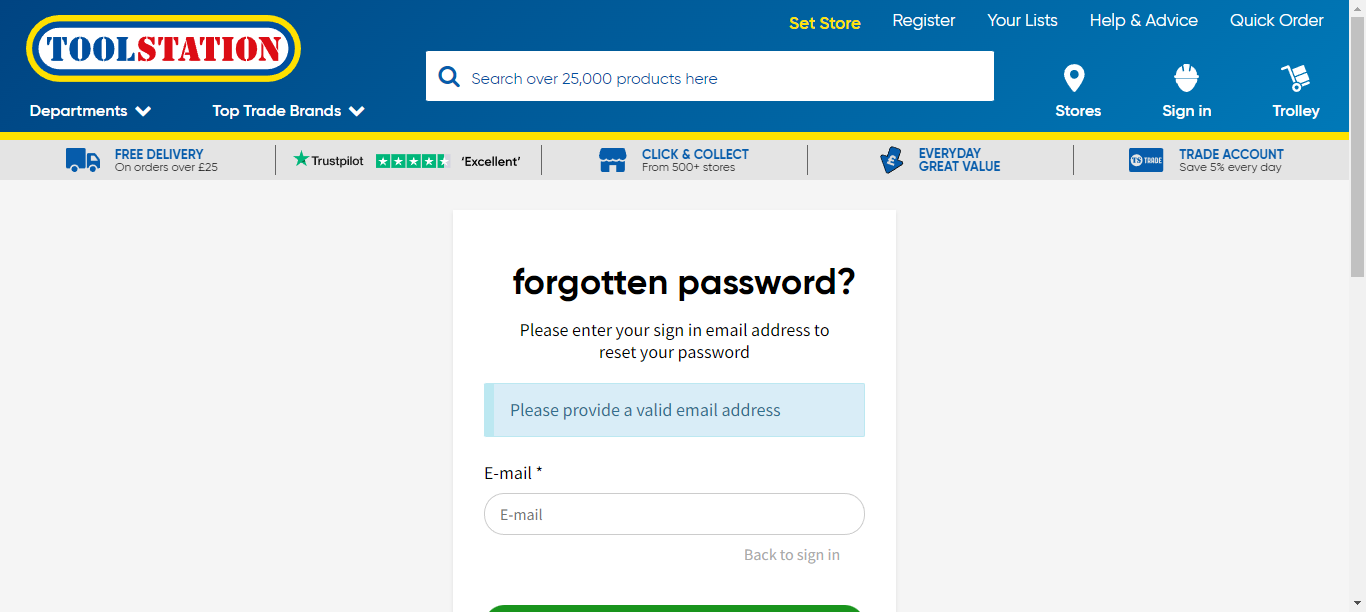 Set Store Register Your Lists Help & Advice Quick Order
TOOLSTATION
Search over 25,000 products here
Departments Top Trade Brands Stores Sign in Trolley
FREE DELIVERY
On orders over £25
Trustpilot 'Excellent'
CLICK & COLLECT
From 500+ stores
EVERYDAY
GREAT VALUE
TS TRADE
TRADE ACCOUNT
Save 5% every day
forgotten password?
Please enter your sign in email address to
reset your password
Please provide a valid email address
E-mail *
E-mail
Back to sign in